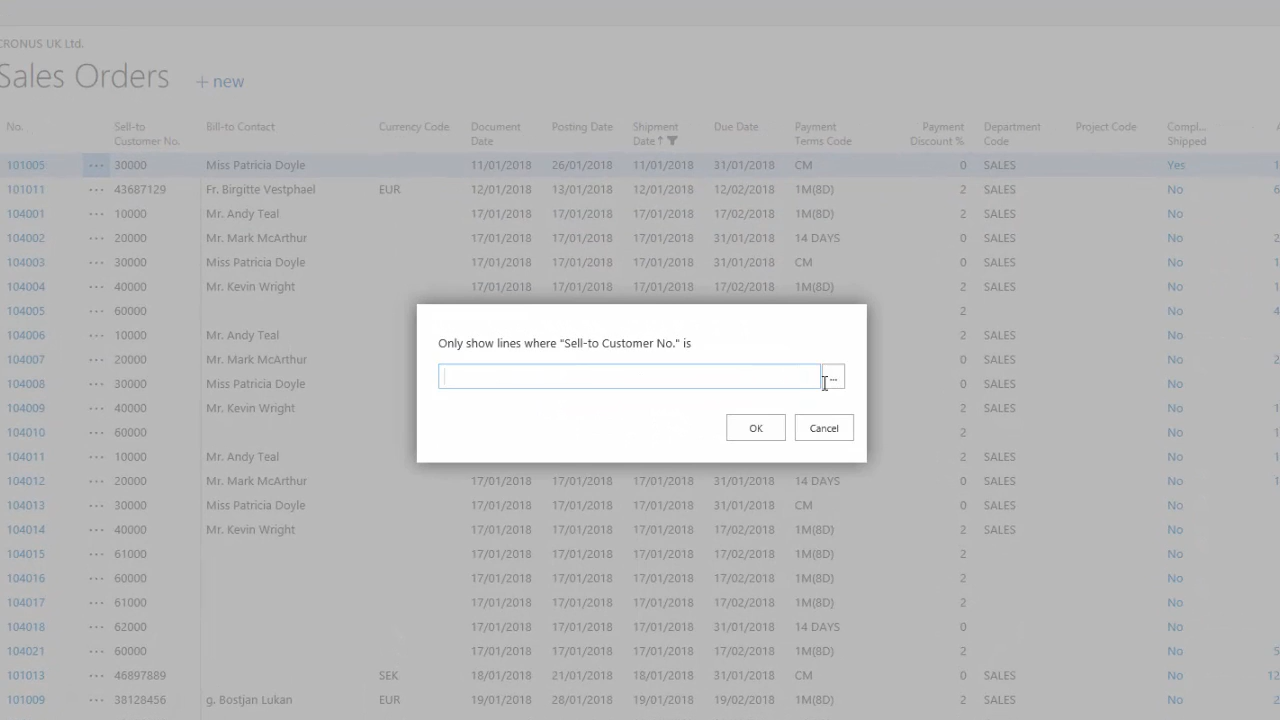 CRONUS UK Ltd.
Sales Orders + new
No. Sell-to Customer No. Bill-to Contact Currency Code Document Date Posting Date Shipment Date↑ Due Date Payment Terms Code Payment Discount % Department Code Project Code Compl... Shipped
101005 ··· 30000 Miss Patricia Doyle 11/01/2018 26/01/2018 11/01/2018 31/01/2018 CM 0 SALES Yes 1
101011 ··· 43687129 Fr. Birgitte Vestphael EUR 12/01/2018 13/01/2018 12/01/2018 12/02/2018 1M(8D) 2 SALES No 6
104001 ··· 10000 Mr. Andy Teal 17/01/2018 17/01/2018 17/01/2018 17/02/2018 1M(8D) 2 SALES No
104002 ··· 20000 Mr. Mark McArthur 17/01/2018 17/01/2018 17/01/2018 31/01/2018 14 DAYS 0 SALES No 2
104003 ··· 30000 Miss Patricia Doyle 17/01/2018 17/01/2018 17/01/2018 31/01/2018 CM 0 SALES No 1
104004 ··· 40000 Mr. Kevin Wright 17/01/2018 17/01/2018 17/01/2018 17/02/2018 1M(8D) 2 SALES No 1
104005 ··· 60000 2 No 4
104006 ··· 10000 Mr. Andy Teal 2 SALES No
104007 ··· 20000 Mr. Mark McArthur 0 SALES No 2
104008 ··· 30000 Miss Patricia Doyle 0 SALES No
104009 ··· 40000 Mr. Kevin Wright 2 SALES No 1
104010 ··· 60000 2 No 1
104011 ··· 10000 Mr. Andy Teal 2 SALES No 1
Only show lines where "Sell-to Customer No." is
...
OK Cancel
104012 ··· 20000 Mr. Mark McArthur 17/01/2018 17/01/2018 17/01/2018 31/01/2018 14 DAYS 0 SALES No 1
104013 ··· 30000 Miss Patricia Doyle 17/01/2018 17/01/2018 17/01/2018 31/01/2018 CM 0 SALES No
104014 ··· 40000 Mr. Kevin Wright 17/01/2018 17/01/2018 17/01/2018 17/02/2018 1M(8D) 2 SALES No
104015 ··· 61000 17/01/2018 17/01/2018 17/01/2018 17/02/2018 1M(8D) 2 No
104016 ··· 60000 17/01/2018 17/01/2018 17/01/2018 17/02/2018 1M(8D) 2 No
104017 ··· 61000 17/01/2018 17/01/2018 17/01/2018 17/02/2018 1M(8D) 2 No
104018 ··· 62000 17/01/2018 17/01/2018 17/01/2018 31/01/2018 14 DAYS 0 No
104021 ··· 60000 17/01/2018 17/01/2018 17/01/2018 17/02/2018 1M(8D) 2 No 5
101013 ··· 46897889 SEK 18/01/2018 21/01/2018 18/01/2018 31/01/2018 CM 0 SALES No 12
101009 ··· 38128456 g. Bostjan Lukan EUR 19/01/2018 28/01/2018 19/01/2018 19/02/2018 1M(8D) 2 SALES No 10